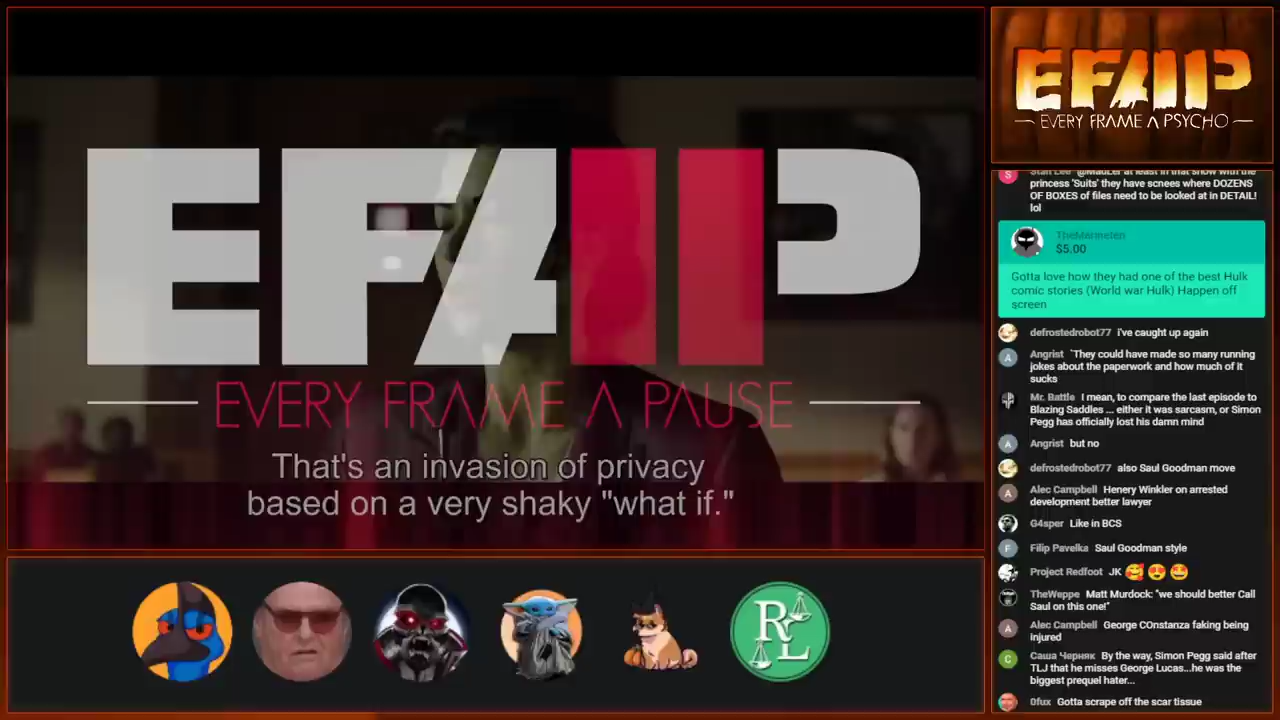 EFAIIP
EVERY FRAME A PAUSE
That's an invasion of privacy
based on a very shaky "what if."
EFAIIP
EVERY FRAME A PSYCHO
Stan Lee @MauLer at least in that show with the
princess 'Suits' they have scnees where DOZENS
OF BOXES of files need to be looked at in DETAIL!
lol
TheMermeten
$5.00
Gotta love how they had one of the best Hulk
comic stories (World war Hulk) Happen off
screen
defrostedrobot77 i've caught up again
Angrist `They could have made so many running
jokes about the paperwork and how much of it
sucks
Mr. Battle I mean, to compare the last episode to
Blazing Saddles ... either it was sarcasm, or Simon
Pegg has officially lost his damn mind
Angrist but no
defrostedrobot77 also Saul Goodman move
Alec Campbell Henery Winkler on arrested
development better lawyer
G4sper Like in BCS
Filip Pavelka Saul Goodman style
Project Redfoot JK 🥰 😍 🤩
TheWeppe Matt Murdock: "we should better Call
Saul on this one!"
Alec Campbell George COnstanza faking being
injured
Саша Черняк By the way, Simon Pegg said after
TLJ that he misses George Lucas...he was the
biggest prequel hater...
0fux Gotta scrape off the scar tissue
S
A
A
A
F
A
C
RL